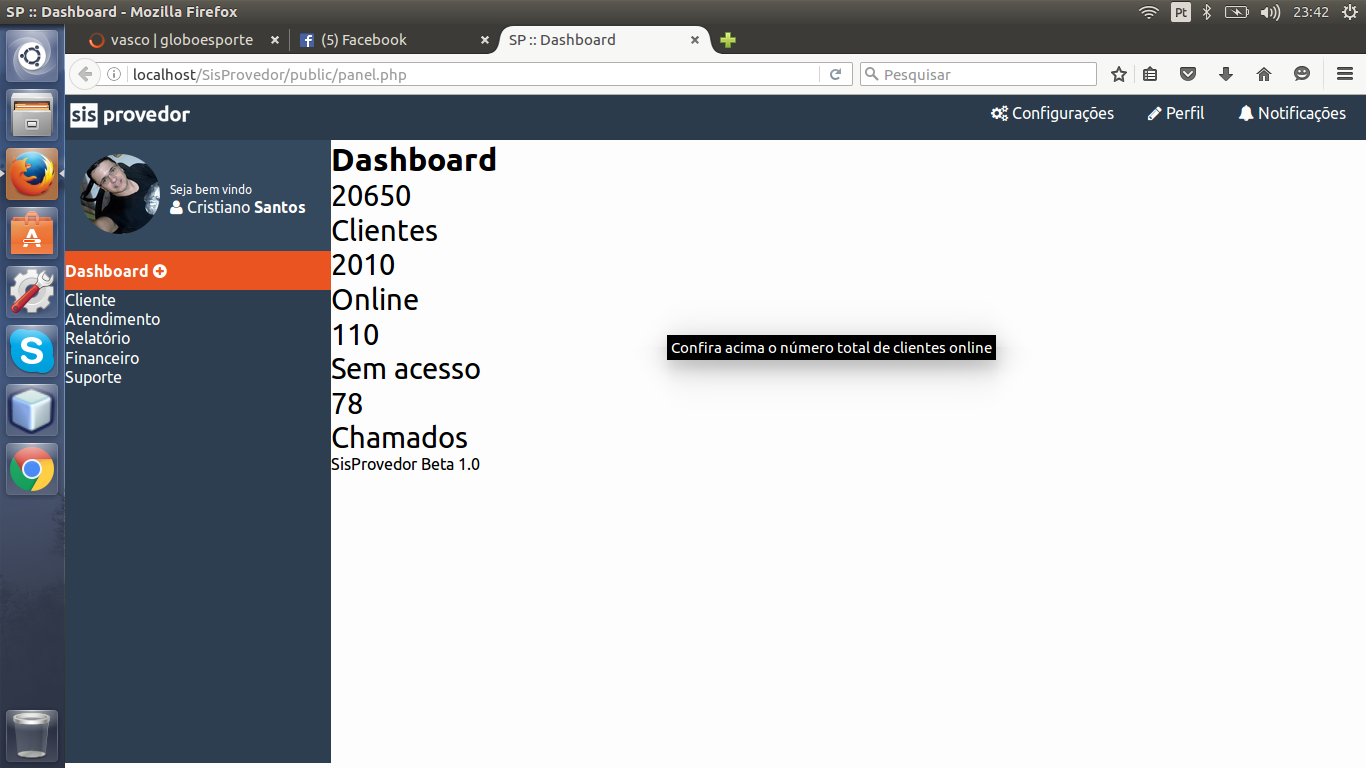 SP :: Dashboard - Mozilla Firefox
Pt
23:42
vasco | globoesporte
(5) Facebook
SP :: Dashboard
localhost/SisProvedor/public/panel.php
Pesquisar
sis provedor
Configurações
Perfil
Notificações
Seja bem vindo
Cristiano Santos
Dashboard
Cliente
Atendimento
Relatório
Financeiro
Suporte
Dashboard
20650
Clientes
2010
Online
110
Sem acesso
78
Chamados
SisProvedor Beta 1.0
Confira acima o número total de clientes online